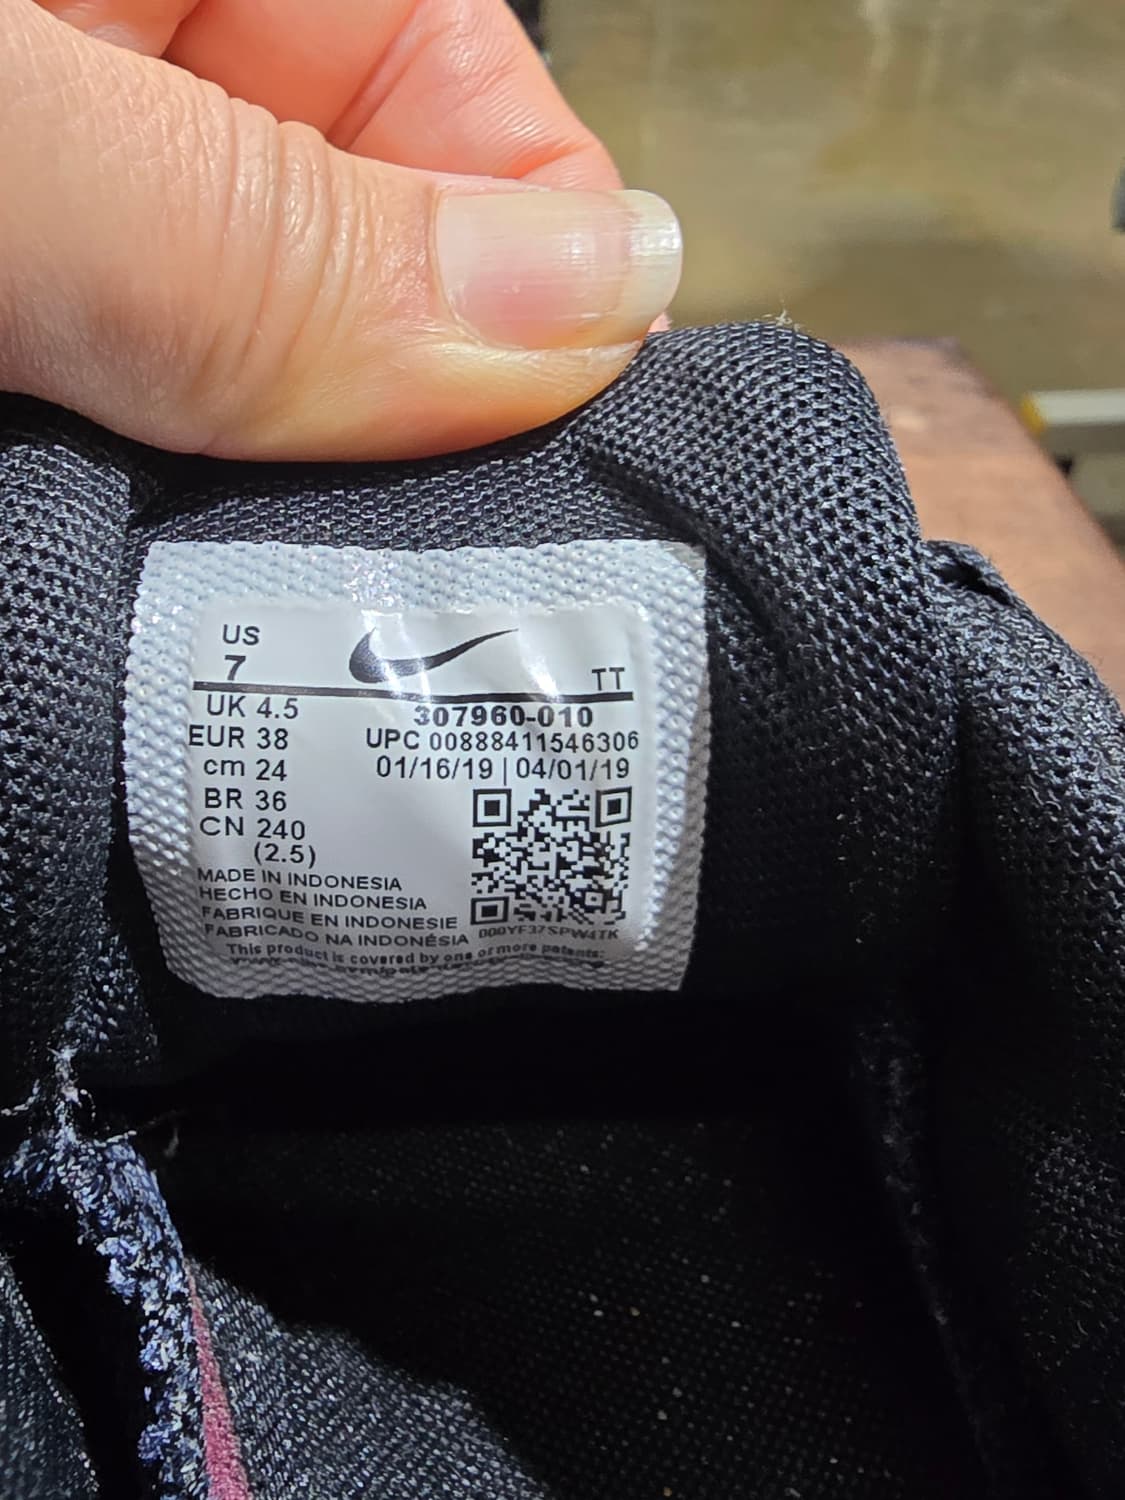 US
7
TT
UK 4.5
307960-010
EUR 38
UPC 00888411546306
cm 24
01/16/19 | 04/01/19
BR 36
CN 240
(2.5)
MADE IN INDONESIA
HECHO EN INDONESIA
FABRIQUE EN INDONESIE
FABRICADO NA INDONÉSIA
000YF37SPW4TK
This product is covered by one or more patents: